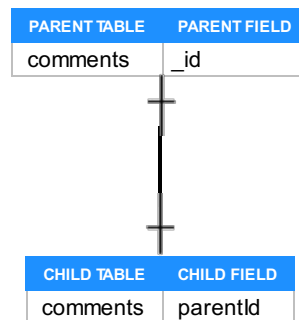 PARENT TABLE PARENT FIELD
comments _id
CHILD TABLE CHILD FIELD
comments parentId